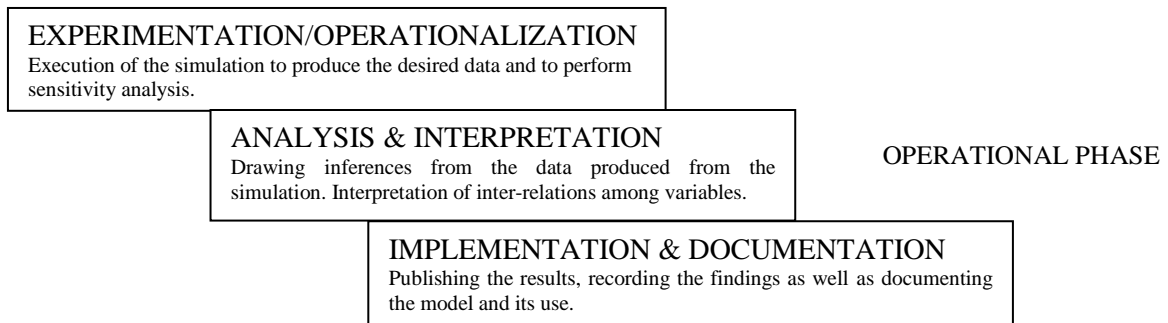 EXPERIMENTATION/OPERATIONALIZATION
Execution of the simulation to produce the desired data and to perform
sensitivity analysis.
ANALYSIS & INTERPRETATION
Drawing inferences from the data produced from the
simulation. Interpretation of inter-relations among variables.
OPERATIONAL PHASE
IMPLEMENTATION & DOCUMENTATION
Publishing the results, recording the findings as well as documenting
the model and its use.